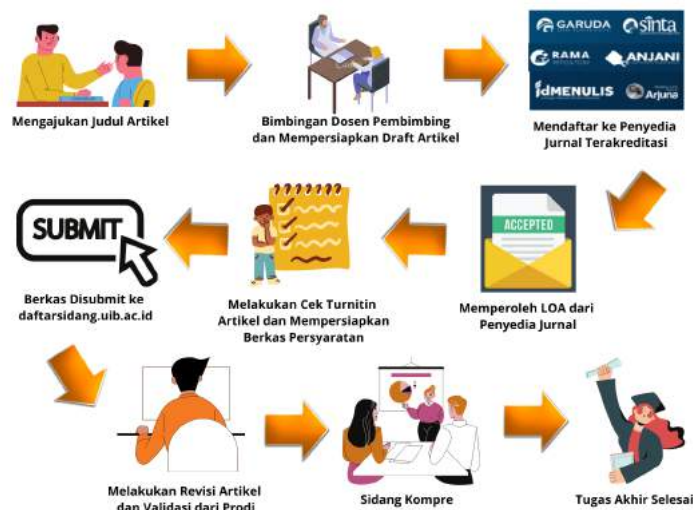 Mengajukan Judul Artikel
Bimbingan Dosen Pembimbing
dan Mempersiapkan Draft Artikel
GARUDA
sinta
RAMA
ANJANI
idMENULIS
Arjuna
Mendaftar ke Penyedia
Jurnal Terakreditasi
SUBMIT
Berkas Disubmit ke
daftarsidang.uib.ac.id
Melakukan Cek Turnitin
Artikel dan Mempersiapkan
Berkas Persyaratan
ACCEPTED
Memperoleh LOA dari
Penyedia Jurnal
Melakukan Revisi Artikel
dan Validasi dari Prodi
Sidang Kompre
Tugas Akhir Selesai